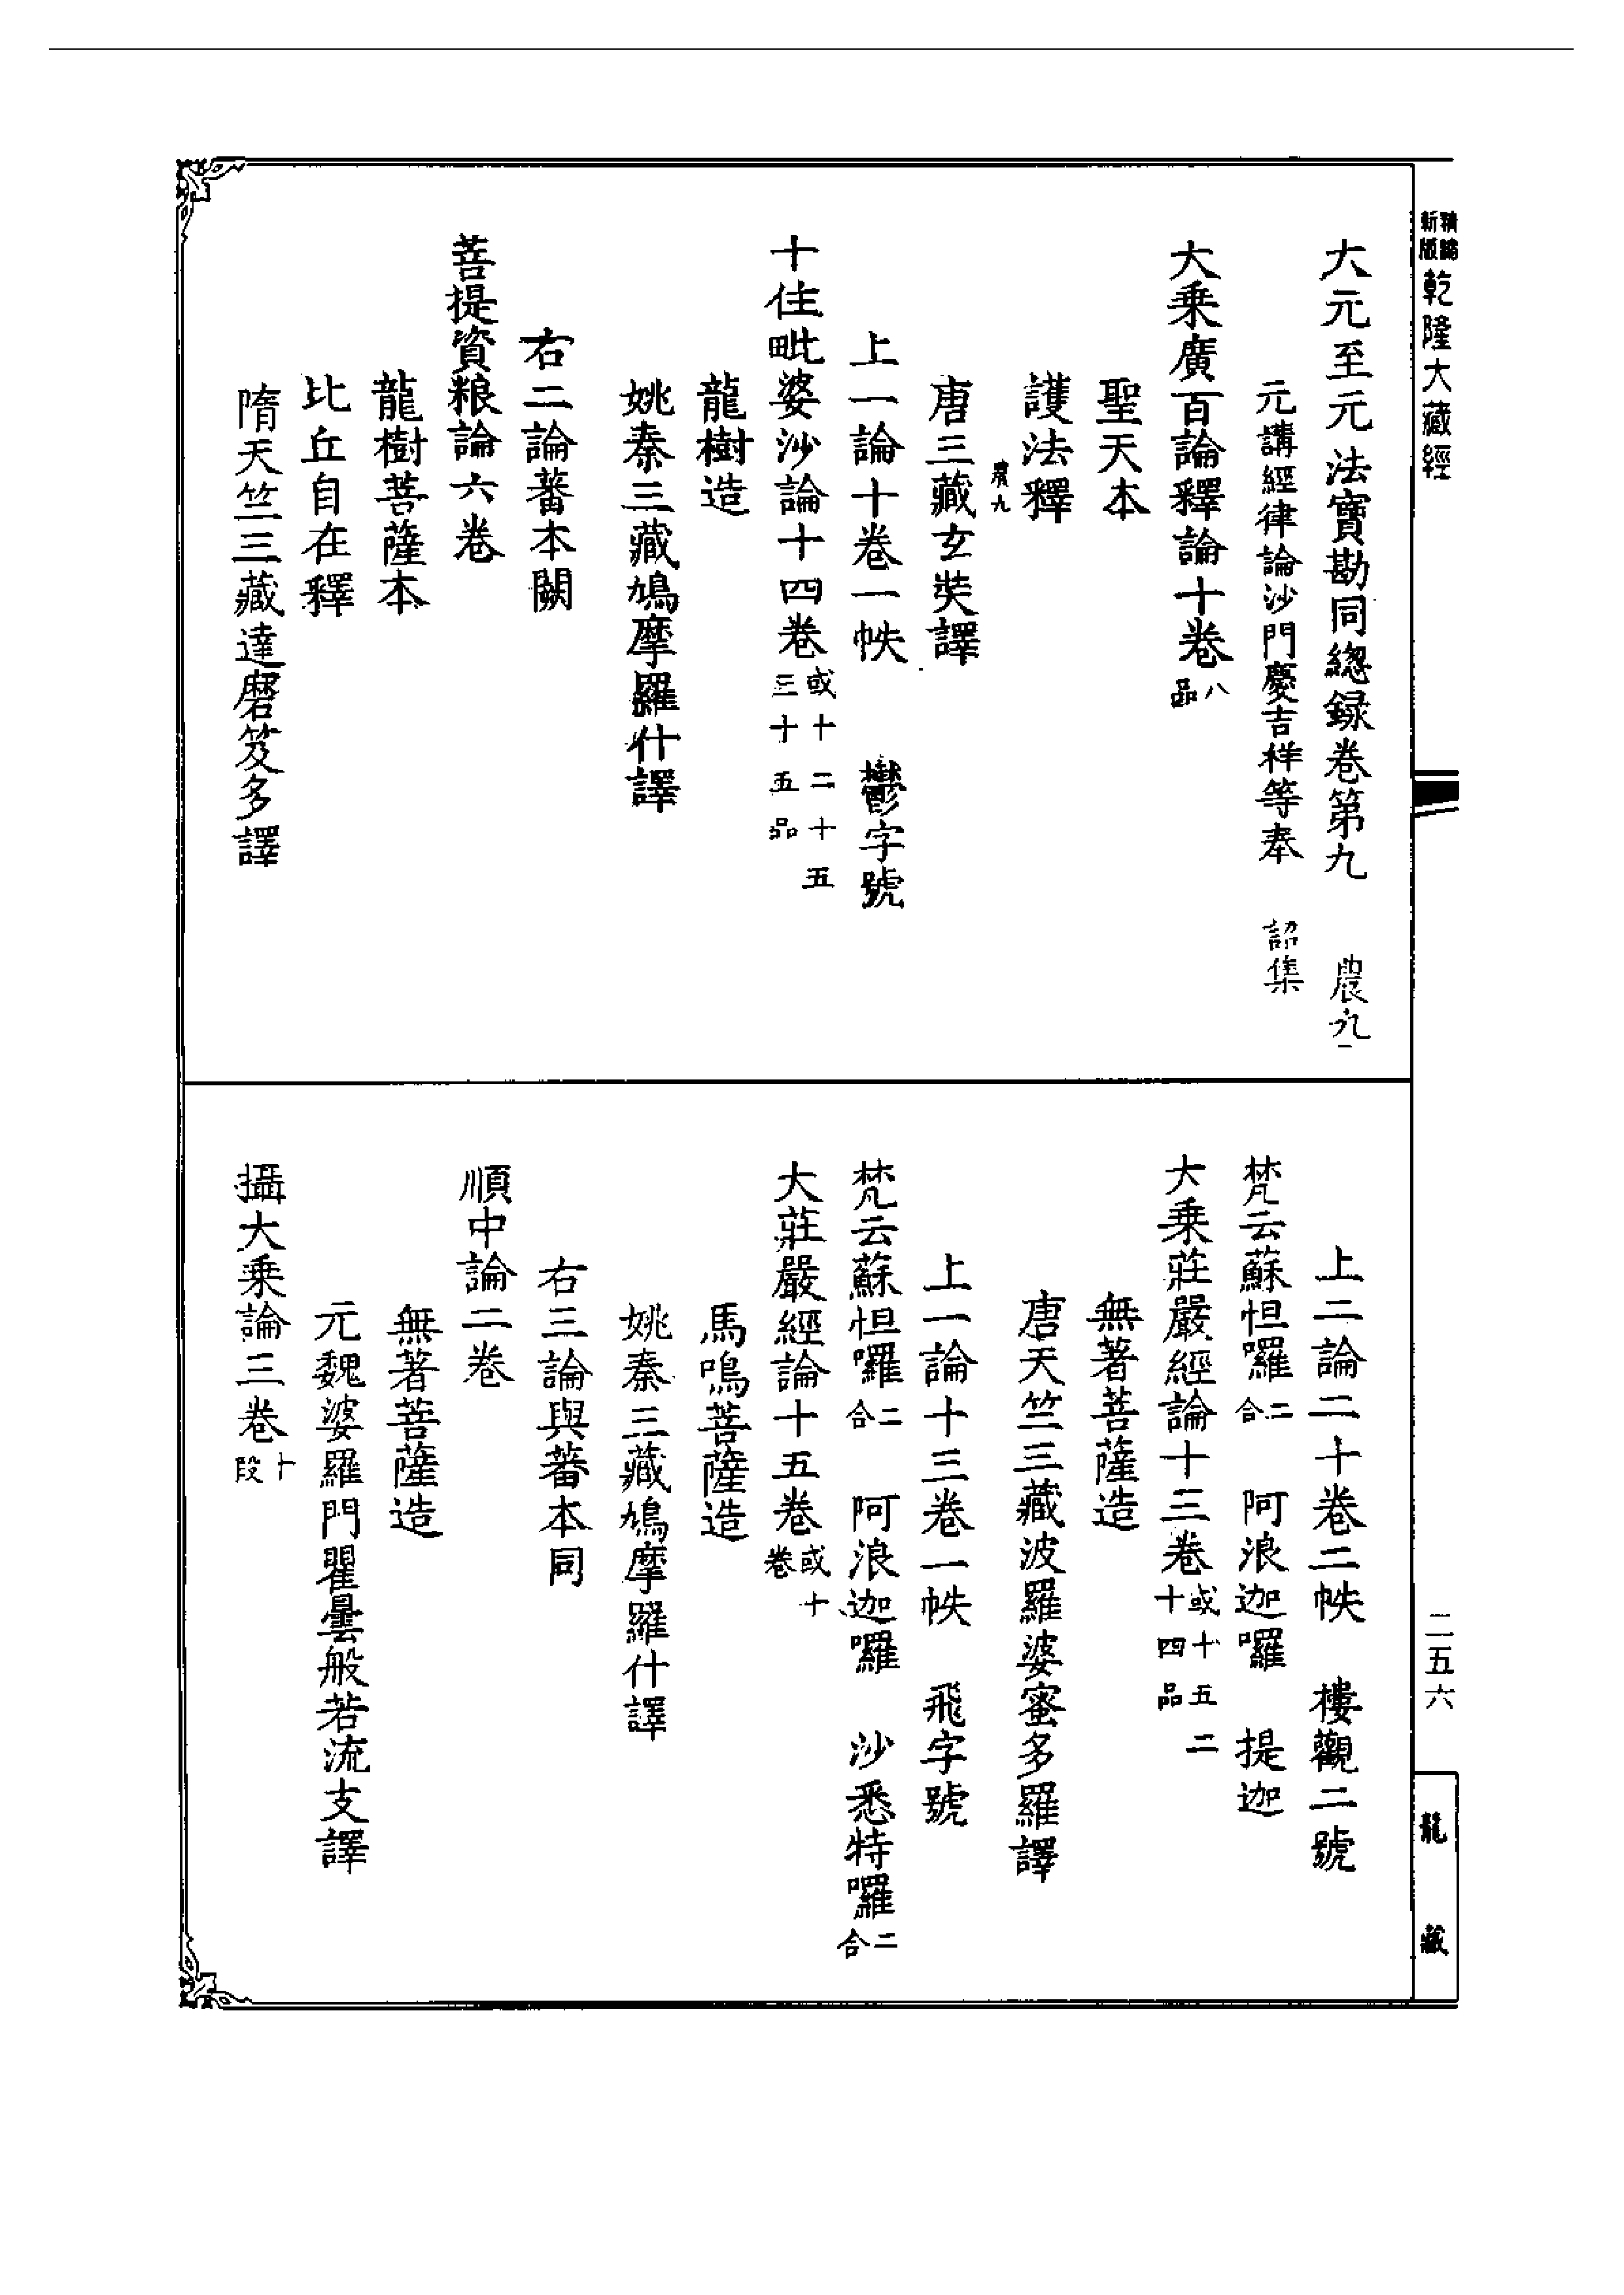 精縮新版乾隆大藏經
大元至元法寶勘同緫録卷第九　農九一
元講經律論沙門慶吉祥等奉　詔集
大乗廣百論釋論十卷八品
聖天本
護法釋
農九
唐三藏玄奘譯
上一論十卷一帙　鬱字號
十住毗婆沙論十四卷或十二十五三十五品
龍樹造
姚秦三藏鳩摩羅什譯
右二論蕃本闕
菩提資粮論六卷
龍樹菩薩本
比丘自在釋
隋天竺三藏達磨笈多譯
上二論二十卷二帙　樓觀二號
梵云蘇怛囉二合　阿浪迦囉　提迦
大乗莊嚴經論十三卷或十五二十四品
無著菩薩造
唐天竺三藏波羅婆蜜多羅譯
上一論十三卷一帙　飛字號
梵云蘇怛囉二合　阿浪迦囉　沙悉特囉二合
大莊嚴經論十五卷或十卷
馬鳴菩薩造
姚秦三藏鳩摩羅什譯
右三論與蕃本同
順中論二卷
無著菩薩造
元魏婆羅門瞿曇般若流支譯
攝大乗論三卷十段
二五六
龍藏